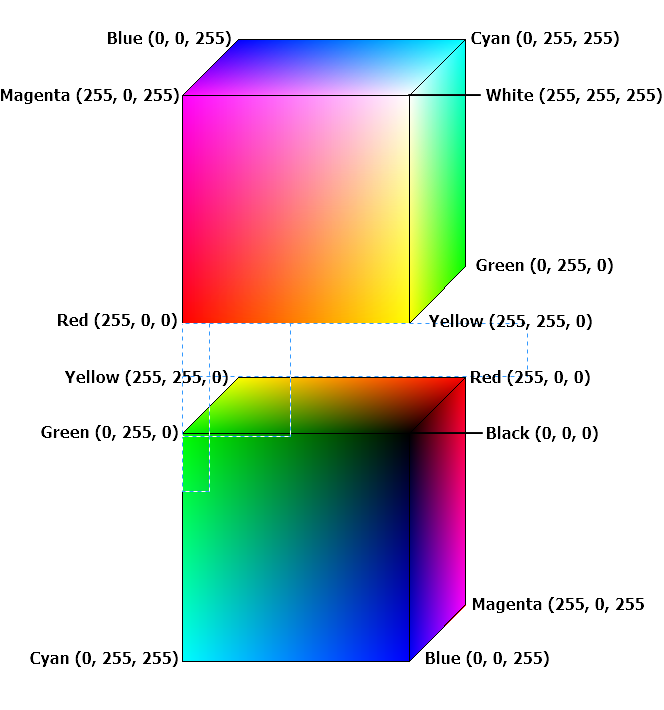 Blue (0, 0, 255)
Cyan (0, 255, 255)
Magenta (255, 0, 255)
White (255, 255, 255)
Green (0, 255, 0)
Red (255, 0, 0)
Yellow (255, 255, 0)
Yellow (255, 255, 0)
Red (255, 0, 0)
Green (0, 255, 0)
Black (0, 0, 0)
Magenta (255, 0, 255
Cyan (0, 255, 255)
Blue (0, 0, 255)